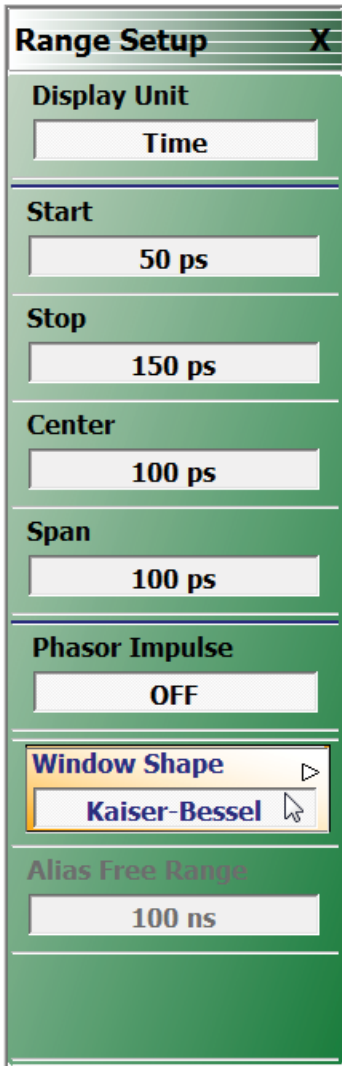 Range Setup X
Display Unit
Time
Start
50 ps
Stop
150 ps
Center
100 ps
Span
100 ps
Phasor Impulse
OFF
Window Shape
Kaiser-Bessel
Alias Free Range
100 ns